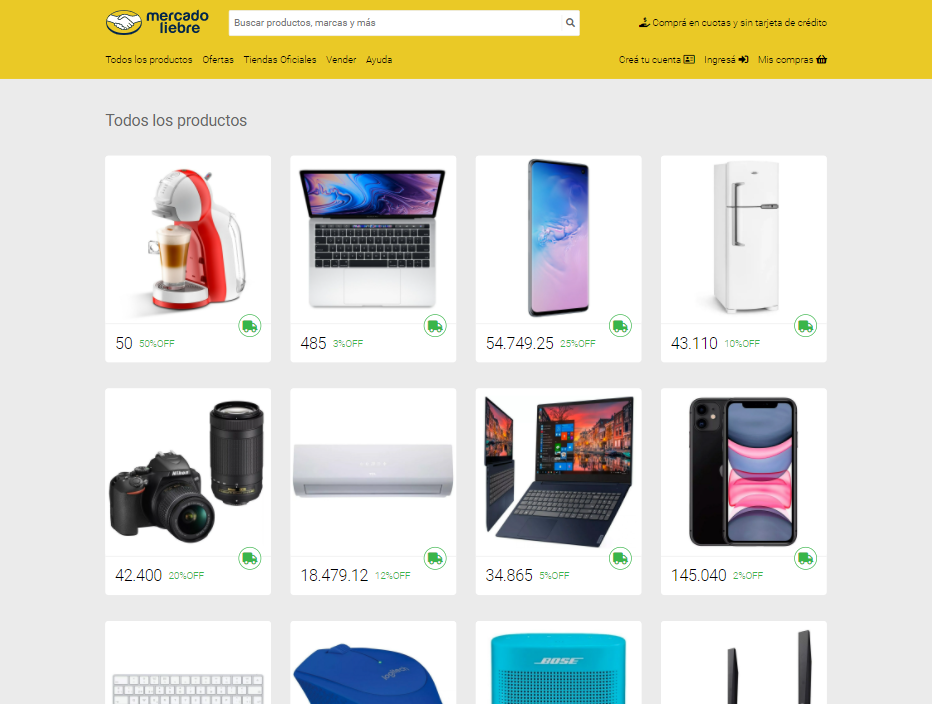 mercado
liebre
Buscar productos, marcas y más
Comprá en cuotas y sin tarjeta de crédito
Todos los productos Ofertas Tiendas Oficiales Vender Ayuda
Creá tu cuenta Ingresá Mis compras
Todos los productos
50 50%OFF
485 3%OFF
54.749.25 25%OFF
43.110 10%OFF
Nikon
42.400 20%OFF
18.479.12 12%OFF
34.865 5%OFF
145.040 2%OFF
logitech
BOSE